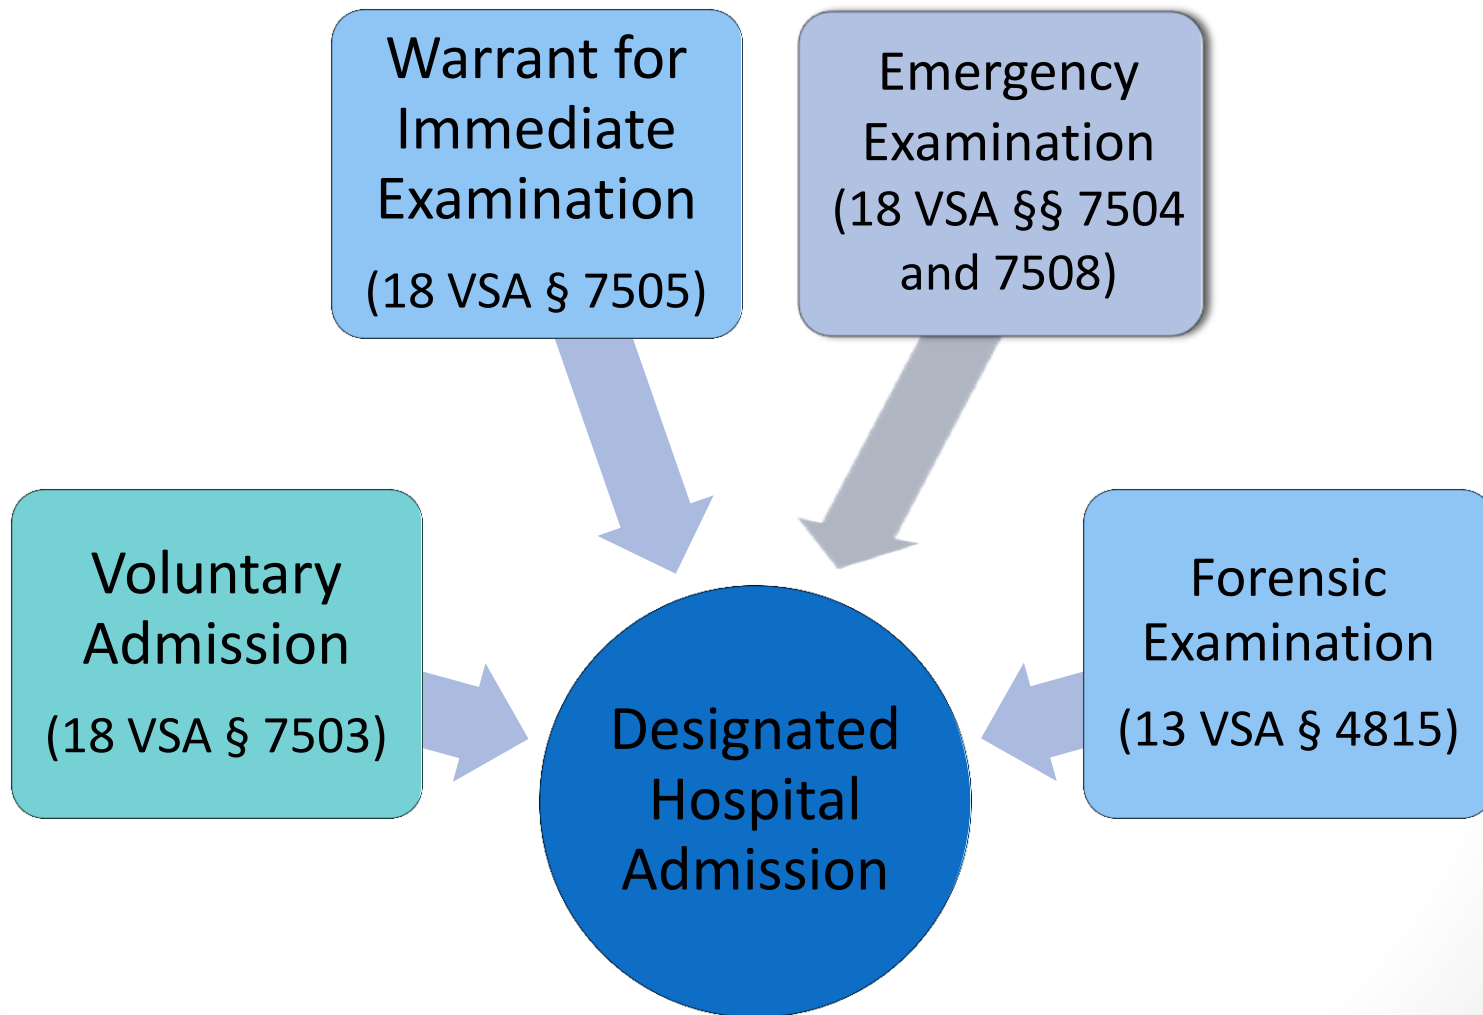 Warrant for
Immediate
Examination
(18 VSA § 7505)
Emergency
Examination
(18 VSA §§ 7504
and 7508)
Voluntary
Admission
(18 VSA § 7503)
Forensic
Examination
(13 VSA § 4815)
Designated
Hospital
Admission